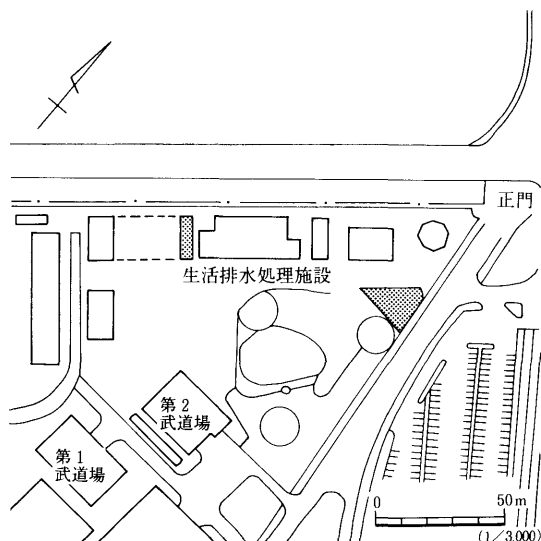 正門
生活排水処理施設
第2
武道場
第1
武道場
0
50m
(1/3,000)